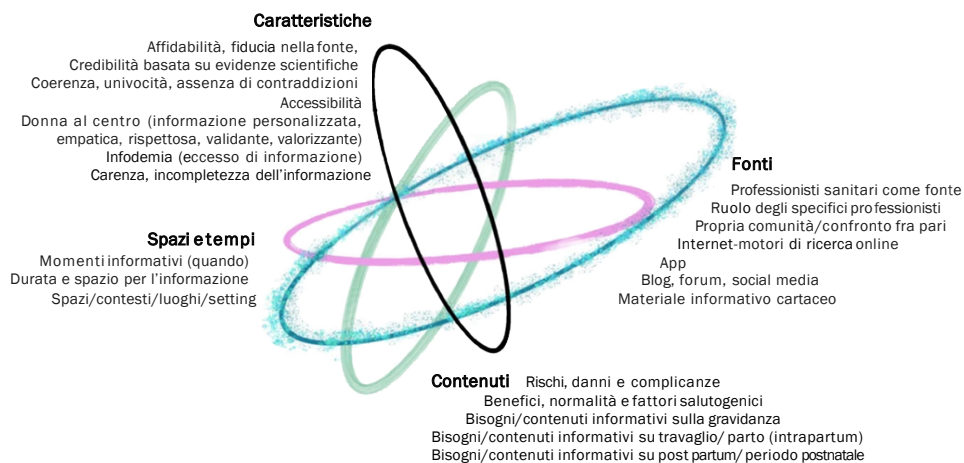 Caratteristiche
Affidabilità, fiducia nella fonte,
Credibilità basata su evidenze scientifiche
Coerenza, univocità, assenza di contraddizioni
Accessibilità
Donna al centro (informazione personalizzata,
empatica, rispettosa, validante, valorizzante)
Infodemia (eccesso di informazione)
Carenza, incompletezza dell'informazione
Fonti
Professionisti sanitari come fonte
Ruolo degli specifici professionisti
Propria comunità/confronto fra pari
Internet-motori di ricerca online
App
Blog, forum, social media
Materiale informativo cartaceo
Spazi e tempi
Momenti informativi (quando)
Durata e spazio per l'informazione
Spazi/contesti/luoghi/setting
Contenuti Rischi, danni e complicanze
Benefici, normalità e fattori salutogenici
Bisogni/contenuti informativi sulla gravidanza
Bisogni/contenuti informativi su travaglio/ parto (intrapartum)
Bisogni/contenuti informativi su post partum/ periodo postnatale